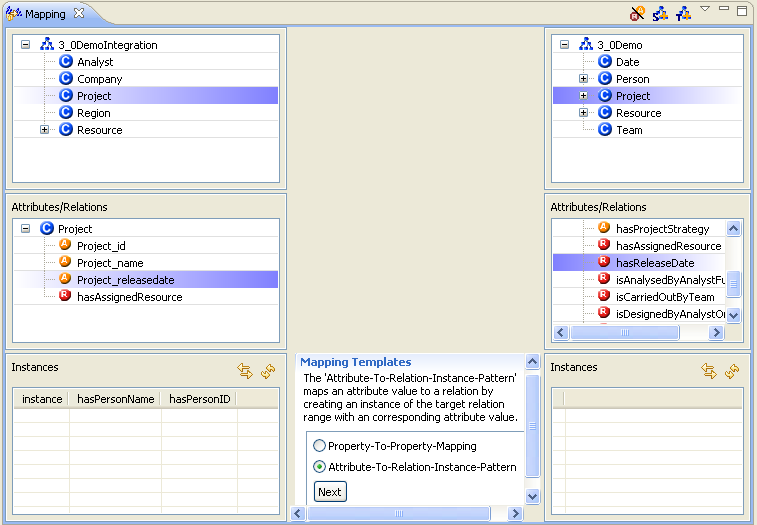 Mapping
3_0DemoIntegration
Analyst
Company
Project
Region
Resource
3_0Demo
Date
Person
Project
Resource
Team
Attributes/Relations
Project
Project_id
Project_name
Project_releasedate
hasAssignedResource
Attributes/Relations
hasProjectStrategy
hasAssignedResource
hasReleaseDate
isAnalysedByAnalystFu
isCarriedOutByTeam
isDesignedByAnalystOr
Instances
instance hasPersonName hasPersonID
Mapping Templates
The 'Attribute-To-Relation-Instance-Pattern'
maps an attribute value to a relation by
creating an instance of the target relation
range with an corresponding attribute value.
Property-To-Property-Mapping
Attribute-To-Relation-Instance-Pattern
Next
Instances